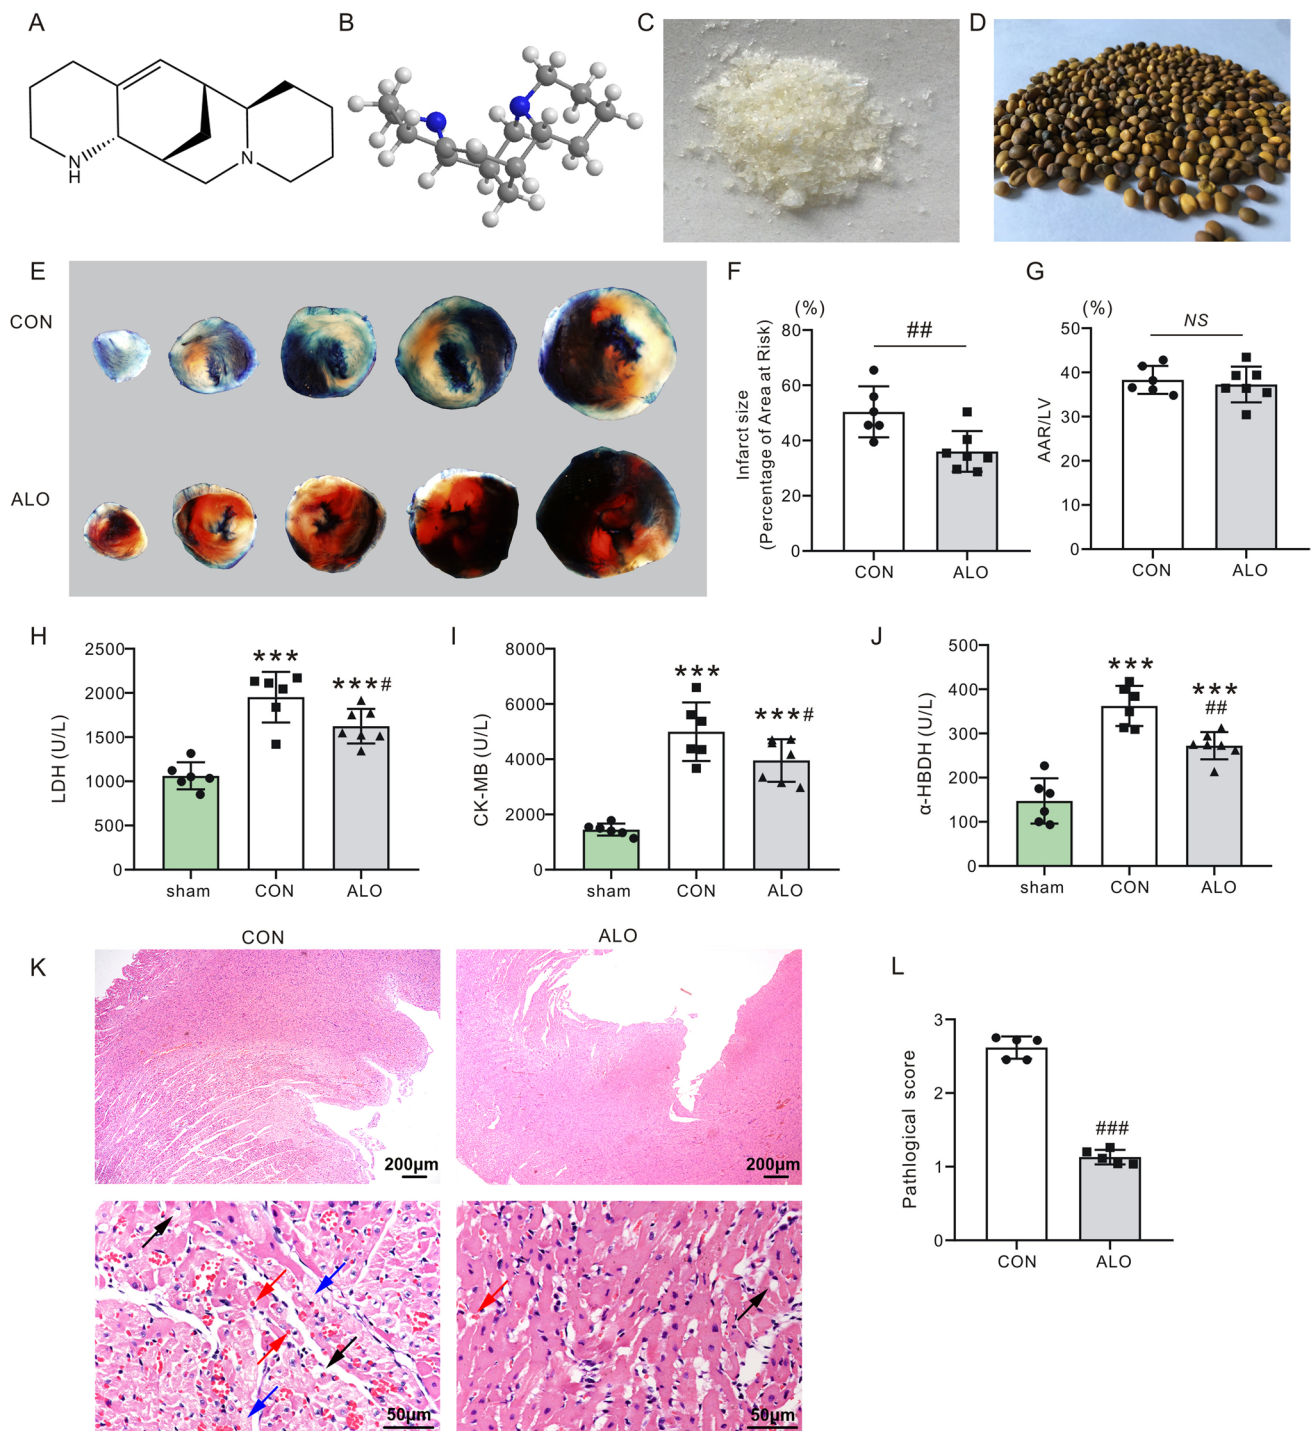 A
B
C
D
N
H
N
E
CON
ALO
F
(%)
Infarct size
(Percentage of Area at Risk)
80
60
40
20
0
##
CON
ALO
G
(%)
AAR/LV
50
40
30
20
10
0
NS
CON
ALO
H
LDH (U/L)
2500
2000
1500
1000
500
0
***
***#
sham
CON
ALO
I
CK-MB (U/L)
8000
6000
4000
2000
0
***
***#
sham
CON
ALO
J
α-HBDH (U/L)
500
400
300
200
100
0
***
***
##
sham
CON
ALO
K
CON
ALO
200μm
200μm
50μm
50μm
L
Pathlogical score
3
2
1
0
###
CON
ALO